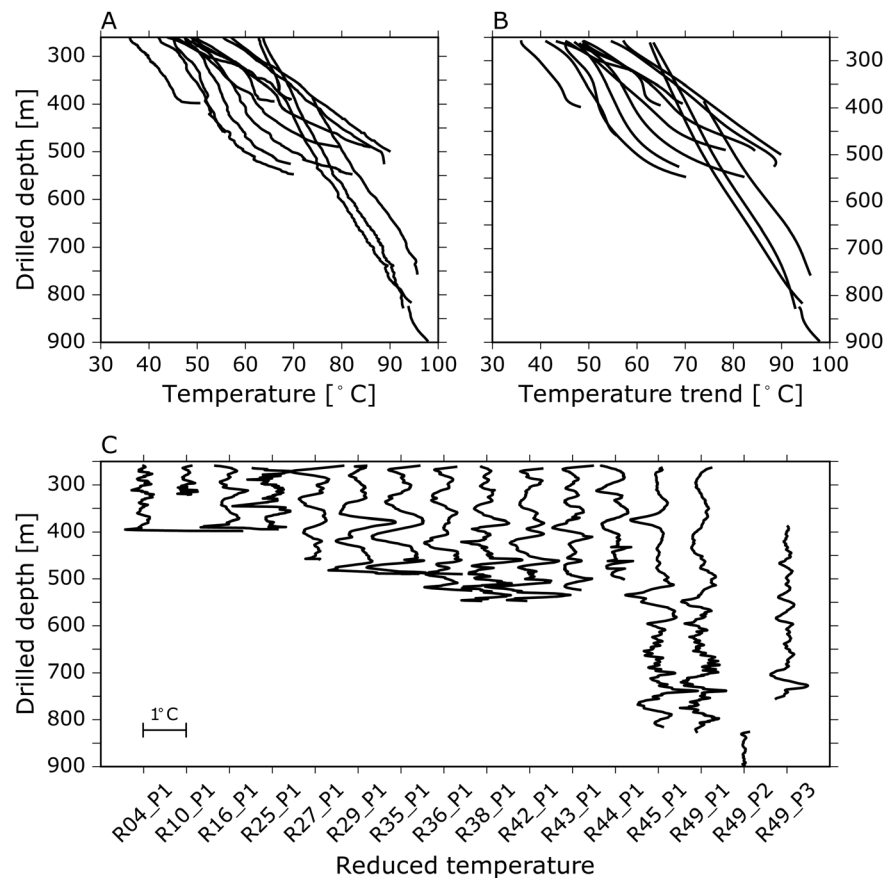 A
B
300
400
500
600
700
800
900
Drilled depth [m]
300
400
500
600
700
800
900
Drilled depth [m]
30 40 50 60 70 80 90 100
30 40 50 60 70 80 90 100
Temperature [°C]
Temperature trend [°C]
C
300
400
500
600
700
800
900
Drilled depth [m]
1°C
R04_P1
R10_P1
R16_P1
R25_P1
R27_P1
R29_P1
R35_P1
R36_P1
R38_P1
R42_P1
R43_P1
R44_P1
R45_P1
R49_P1
R49_P2
R49_P3
Reduced temperature